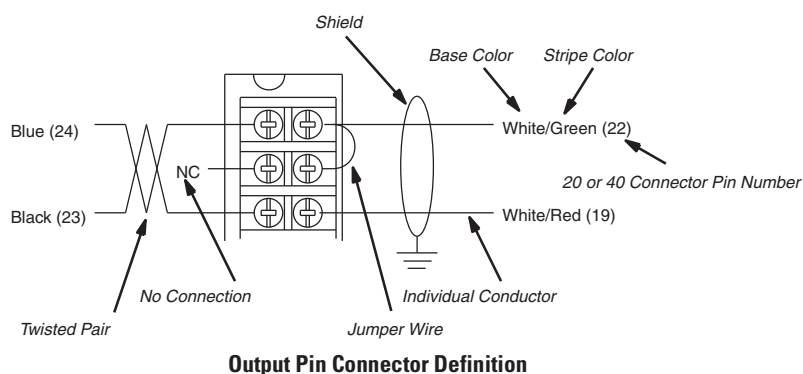 Shield
Base Color
Stripe Color
Blue (24)
White/Green (22)
NC
20 or 40 Connector Pin Number
Black (23)
White/Red (19)
No Connection
Individual Conductor
Twisted Pair
Jumper Wire
Output Pin Connector Definition